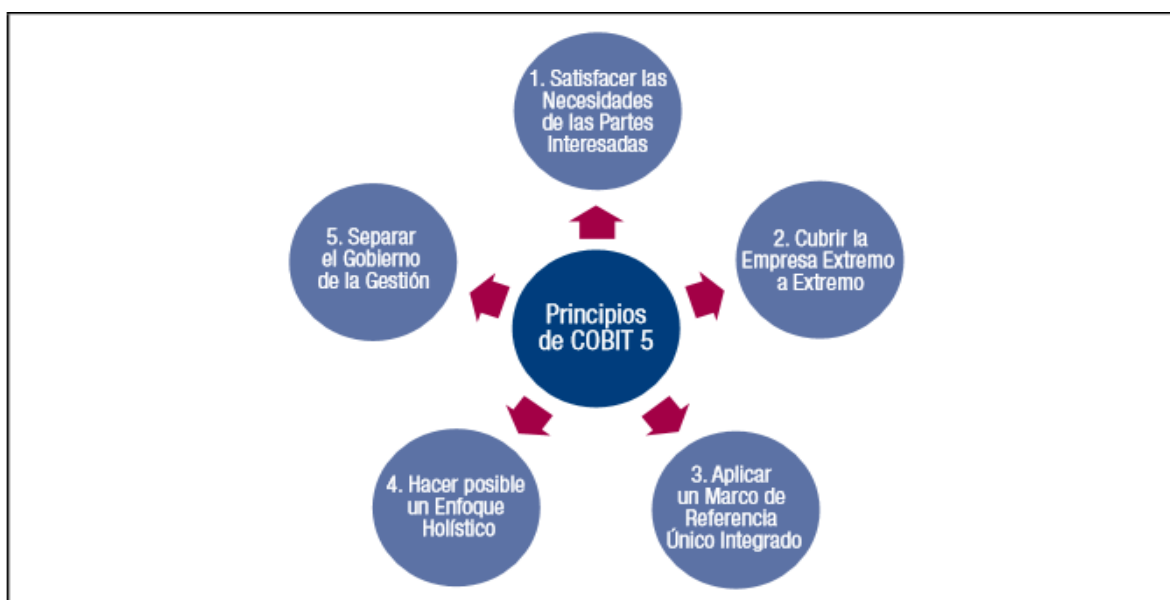 1. Satisfacer las
Necesidades
de las Partes
Interesadas
2. Cubrir la
Empresa Extremo
a Extremo
3. Aplicar
un Marco de
Referencia
Único Integrado
4. Hacer posible
un Enfoque
Holístico
5. Separar
el Gobierno
de la Gestión
Principios
de COBIT 5